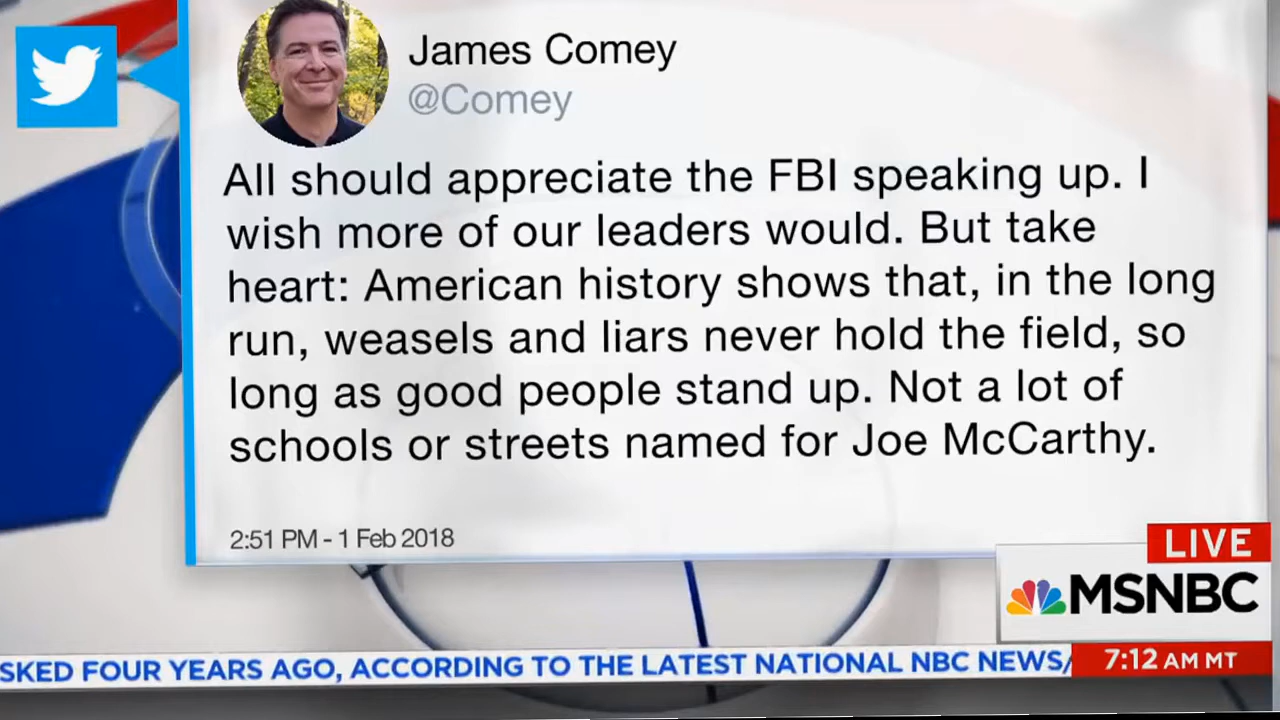 James Comey
@Comey
All should appreciate the FBI speaking up. I
wish more of our leaders would. But take
heart: American history shows that, in the long
run, weasels and liars never hold the field, so
long as good people stand up. Not a lot of
schools or streets named for Joe McCarthy.
2:51 PM - 1 Feb 2018
LIVE
MSNBC
SKED FOUR YEARS AGO, ACCORDING TO THE LATEST NATIONAL NBC NEWS/
7:12 AM MT